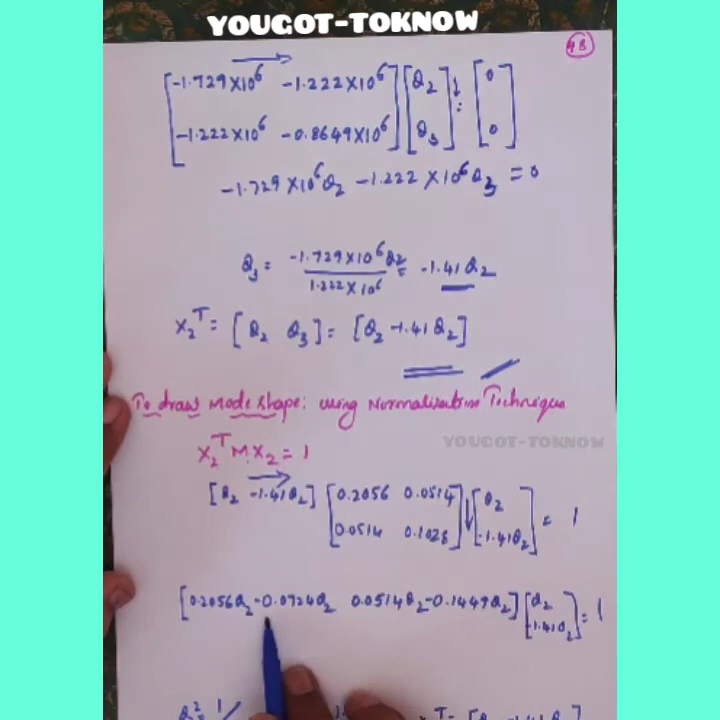 YOUGOT-TOKNOW
48
[-1.729×10⁶ -1.222×10⁶] [Q₂] = [0]
[-1.222×10⁶ -0.8649×10⁶] [Q₃] [0]
-1.729×10⁶Q₂ -1.222×10⁶Q₃ = 0
Q₃ = -1.729×10⁶Q₂ / 1.222×10⁶ = -1.41Q₂
X₂ᵀ = [Q₂ Q₃] = [Q₂ -1.41Q₂]
To draw mode shape: using Normalisation Technique
YOUGOT-TOKNOW
X₂ᵀMX₂ = 1
[Q₂ -1.41Q₂] [0.2056 0.0514] [Q₂] = 1
[0.0514 0.1028] [-1.41Q₂]
[0.2056Q₂-0.0724Q₂ 0.0514Q₂-0.1449Q₂] [Q₂] = 1
[-1.41Q₂]